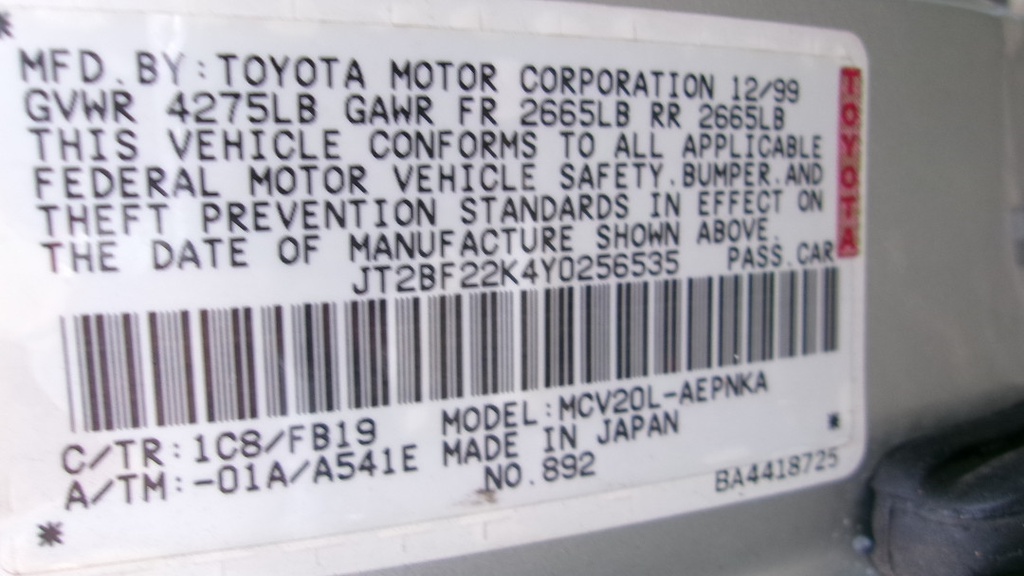 MFD. BY: TOYOTA MOTOR CORPORATION 12/99
GVWR 4275LB GAWR FR 2665LB RR 2665LB
THIS VEHICLE CONFORMS TO ALL APPLICABLE
FEDERAL MOTOR VEHICLE SAFETY, BUMPER, AND
THEFT PREVENTION STANDARDS IN EFFECT ON
THE DATE OF MANUFACTURE SHOWN ABOVE.
JT2BF22K4Y0256535 PASS. CAR
TOYOTA
C/TR: 1C8/FB19 MODEL: MCV20L-AEPNKA
A/TM: -01A/A541E MADE IN JAPAN
NO. 892
BA4418725